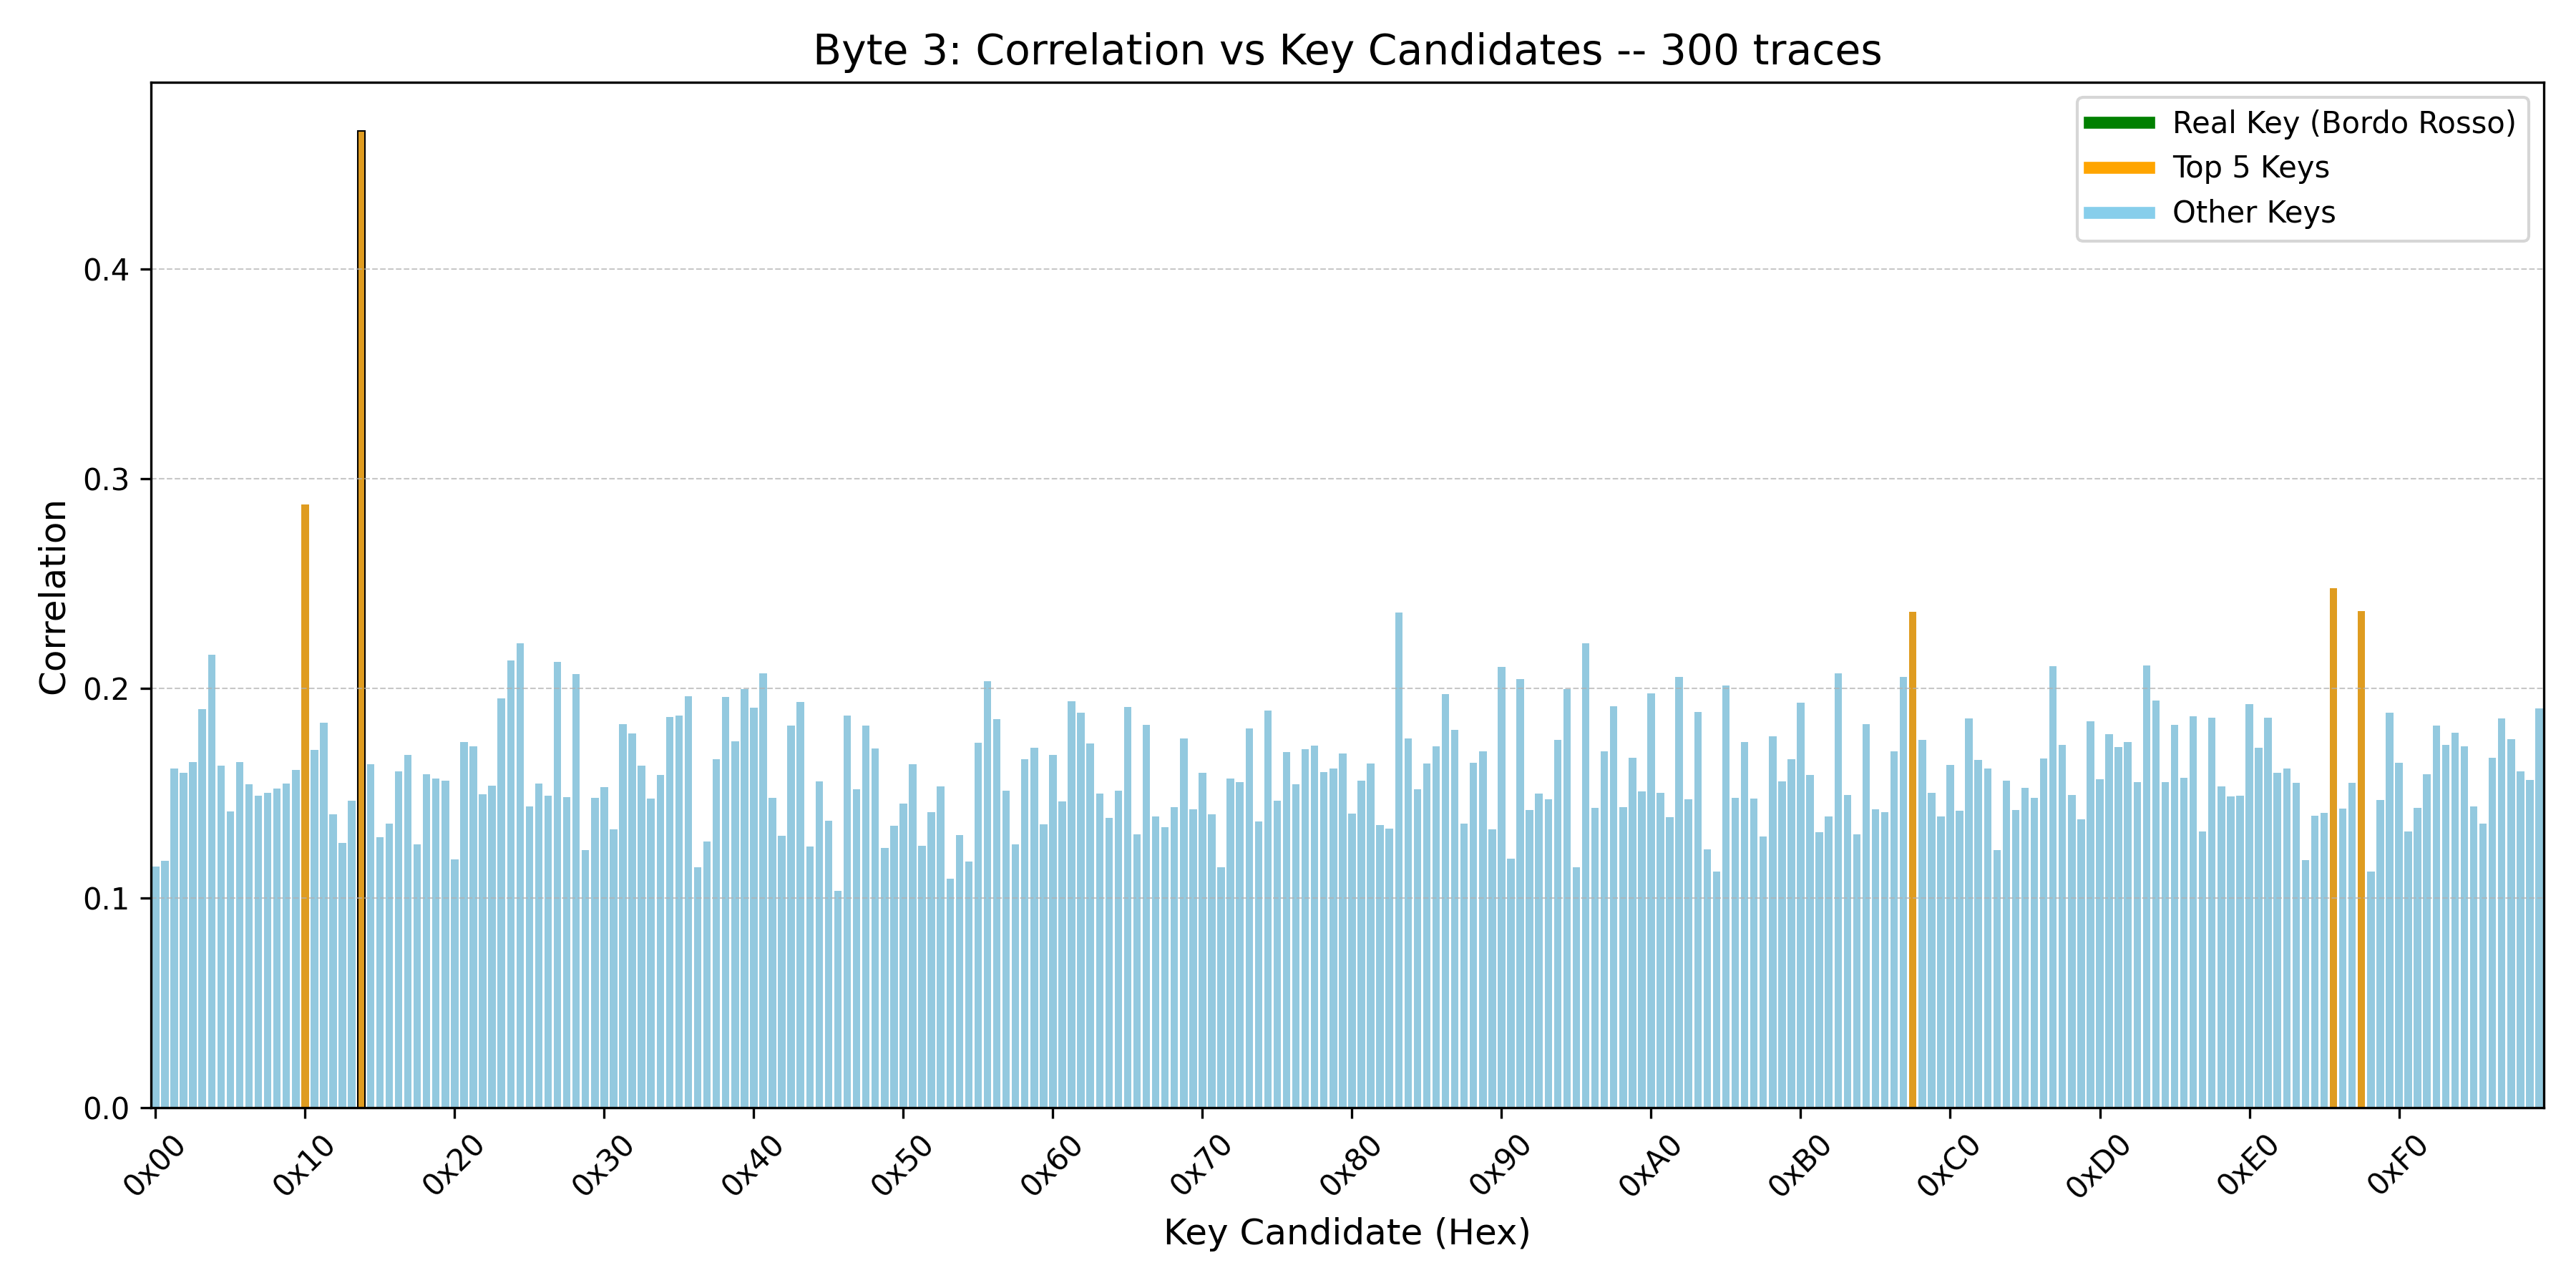 Byte 3: Correlation vs Key Candidates -- 300 traces
Real Key (Bordo Rosso)
Top 5 Keys
Other Keys
Correlation
0.4
0.3
0.2
0.1
0.0
0x00
0x10
0x20
0x30
0x40
0x50
0x60
0x70
0x80
0x90
0xA0
0xB0
0xC0
0xD0
0xE0
0xF0
Key Candidate (Hex)